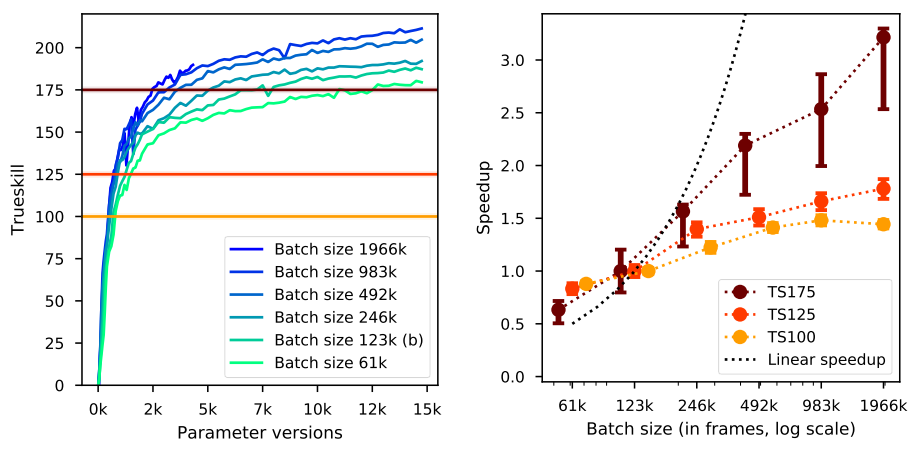 200
175
150
125
100
75
50
25
0
Trueskill
0k 2k 5k 7k 10k 12k 15k
Parameter versions
Batch size 1966k
Batch size 983k
Batch size 492k
Batch size 246k
Batch size 123k (b)
Batch size 61k
3.0
2.5
2.0
1.5
1.0
0.5
0.0
Speedup
61k 123k 246k 492k 983k 1966k
Batch size (in frames, log scale)
TS175
TS125
TS100
Linear speedup